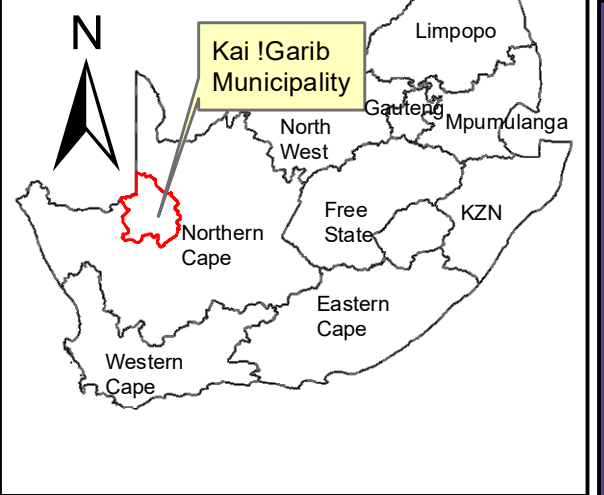 N
Limpopo
Kai !Garib
Municipality
Gauteng
Mpumulanga
North
West
Free
State
KZN
Northern
Cape
Eastern
Cape
Western
Cape